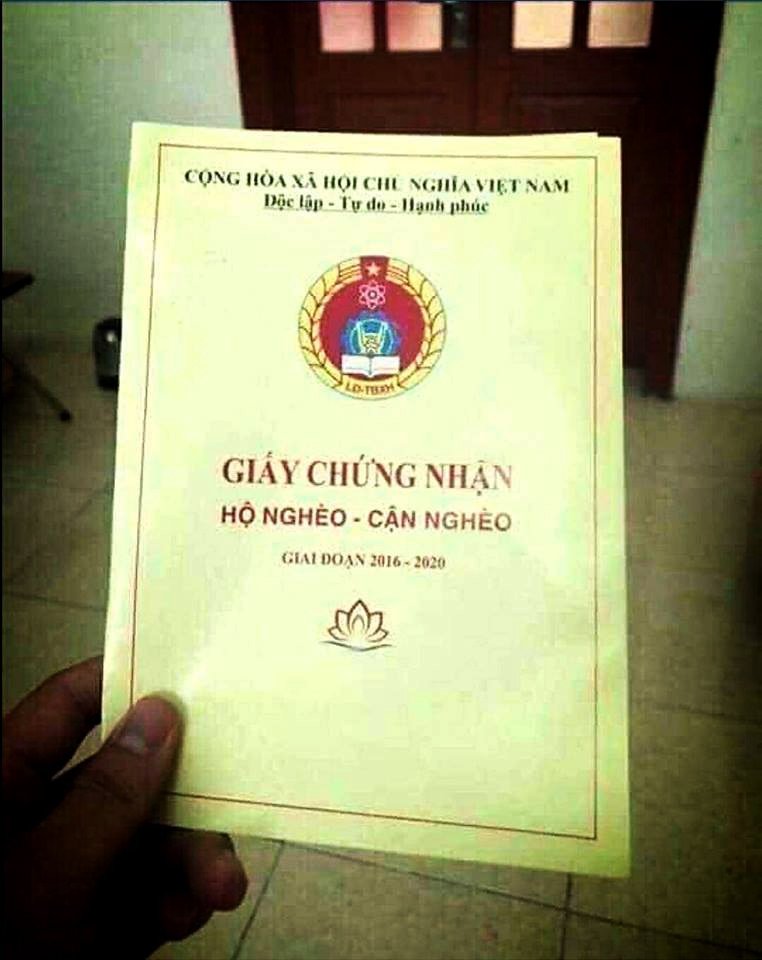 CỘNG HÒA XÃ HỘI CHỦ NGHĨA VIỆT NAM
Độc lập - Tự do - Hạnh phúc
LĐ-TBXH
GIẤY CHỨNG NHẬN
HỘ NGHÈO - CẬN NGHÈO
GIAI ĐOẠN 2016 - 2020